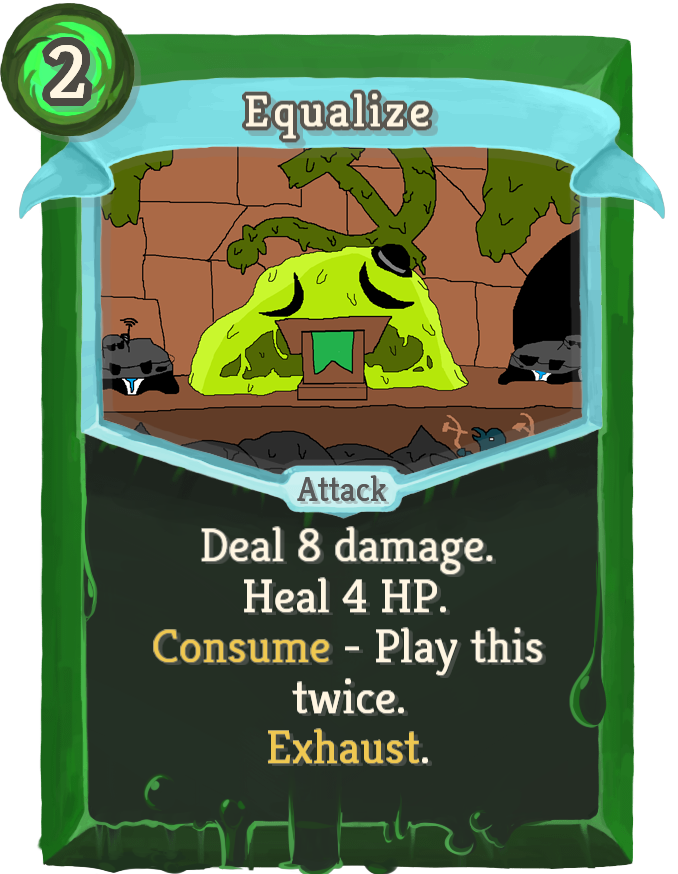 2
Equalize
Attack
Deal 8 damage.
Heal 4 HP.
Consume - Play this
twice.
Exhaust.